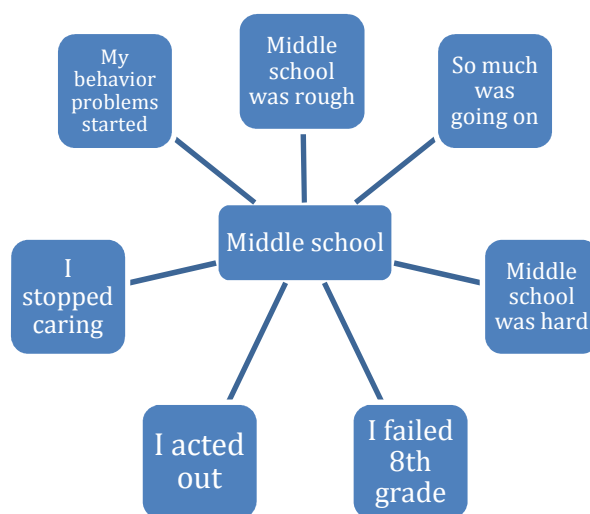 My
behavior
problems
started
Middle
school
was rough
So much
was
going on
Middle school
I
stopped
caring
Middle
school
was hard
I acted
out
I failed
8th
grade